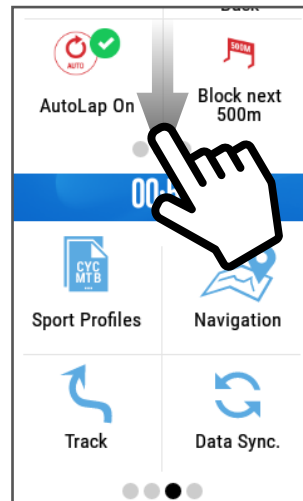 AUTO
500M
AutoLap On
Block next
500m
CYC
MTB
Sport Profiles
Navigation
Track
Data Sync.